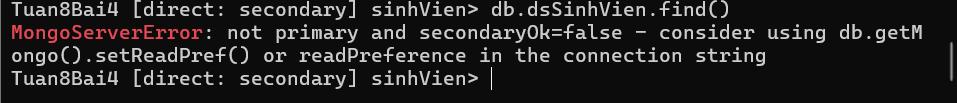 Tuan8Bai4 [direct: secondary] sinhVien> db.dsSinhVien.find()
MongoServerError: not primary and secondaryOk=false - consider using db.getM
ongo().setReadPref() or readPreference in the connection string
Tuan8Bai4 [direct: secondary] sinhVien>